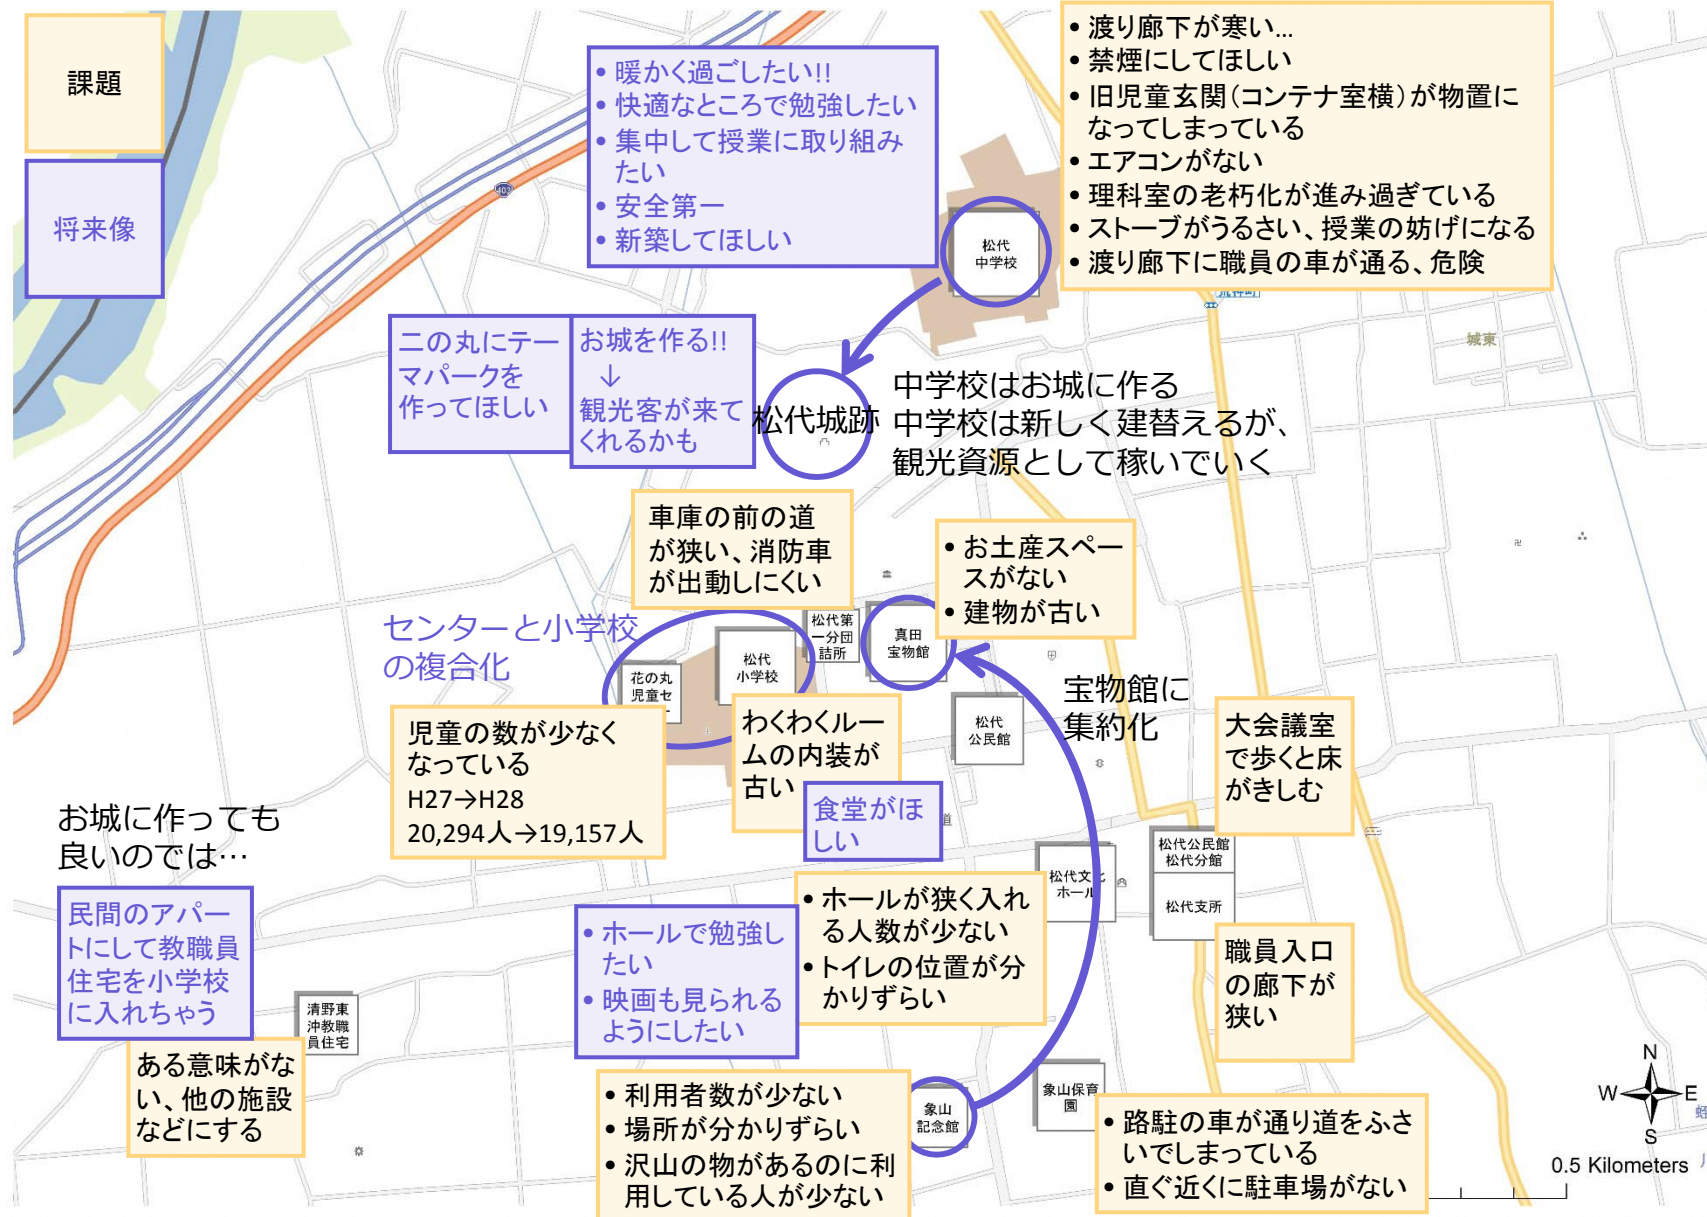 課題
将来像
• 暖かく過ごしたい!!
• 快適なところで勉強したい
• 集中して授業に取り組み
たい
• 安全第一
• 新築してほしい
• 渡り廊下が寒い…
• 禁煙にしてほしい
• 旧児童玄関(コンテナ室横)が物置に
なってしまっている
• エアコンがない
• 理科室の老朽化が進み過ぎている
• ストーブがうるさい、授業の妨げになる
• 渡り廊下に職員の車が通る、危険
403
松代
中学校
荒神町
城東
二の丸にテー
マパークを
作ってほしい
お城を作る!!
↓
観光客が来て
くれるかも
松代城跡
中学校はお城に作る
中学校は新しく建替えるが、
観光資源として稼いでいく
車庫の前の道
が狭い、消防車
が出動しにくい
• お土産スペー
スがない
• 建物が古い
センターと小学校
の複合化
花の丸
児童セ
松代
小学校
松代第
一分団
詰所
真田
宝物館
松代
公民館
宝物館に
集約化
児童の数が少なく
なっている
H27→H28
20,294人→19,157人
わくわくルー
ムの内装が
古い
食堂がほ
しい
道
大会議室
で歩くと床
がきしむ
松代公民館
松代分館
松代支所
松代文化
ホール
お城に作っても
良いのでは…
民間のアパー
トにして教職員
住宅を小学校
に入れちゃう
清野東
沖教職
員住宅
ある意味がな
い、他の施設
などにする
• ホールで勉強し
たい
• 映画も見られる
ようにしたい
• ホールが狭く入れ
る人数が少ない
• トイレの位置が分
かりずらい
職員入口
の廊下が
狭い
• 利用者数が少ない
• 場所が分かりずらい
• 沢山の物があるのに利
用している人が少ない
象山
記念館
象山保育
園
• 路駐の車が通り道をふさ
いでしまっている
• 直ぐ近くに駐車場がない
N
W
E
S
0.5 Kilometers